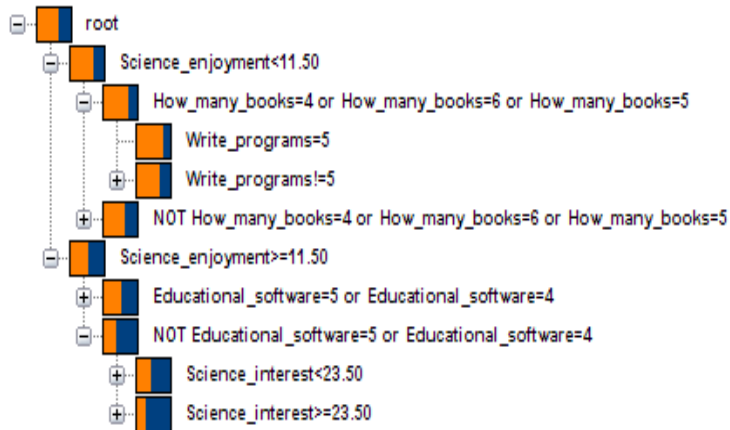 root
Science_enjoyment<11.50
How_many_books=4 or How_many_books=6 or How_many_books=5
Write_programs=5
Write_programs!=5
NOT How_many_books=4 or How_many_books=6 or How_many_books=5
Science_enjoyment>=11.50
Educational_software=5 or Educational_software=4
NOT Educational_software=5 or Educational_software=4
Science_interest<23.50
Science_interest>=23.50